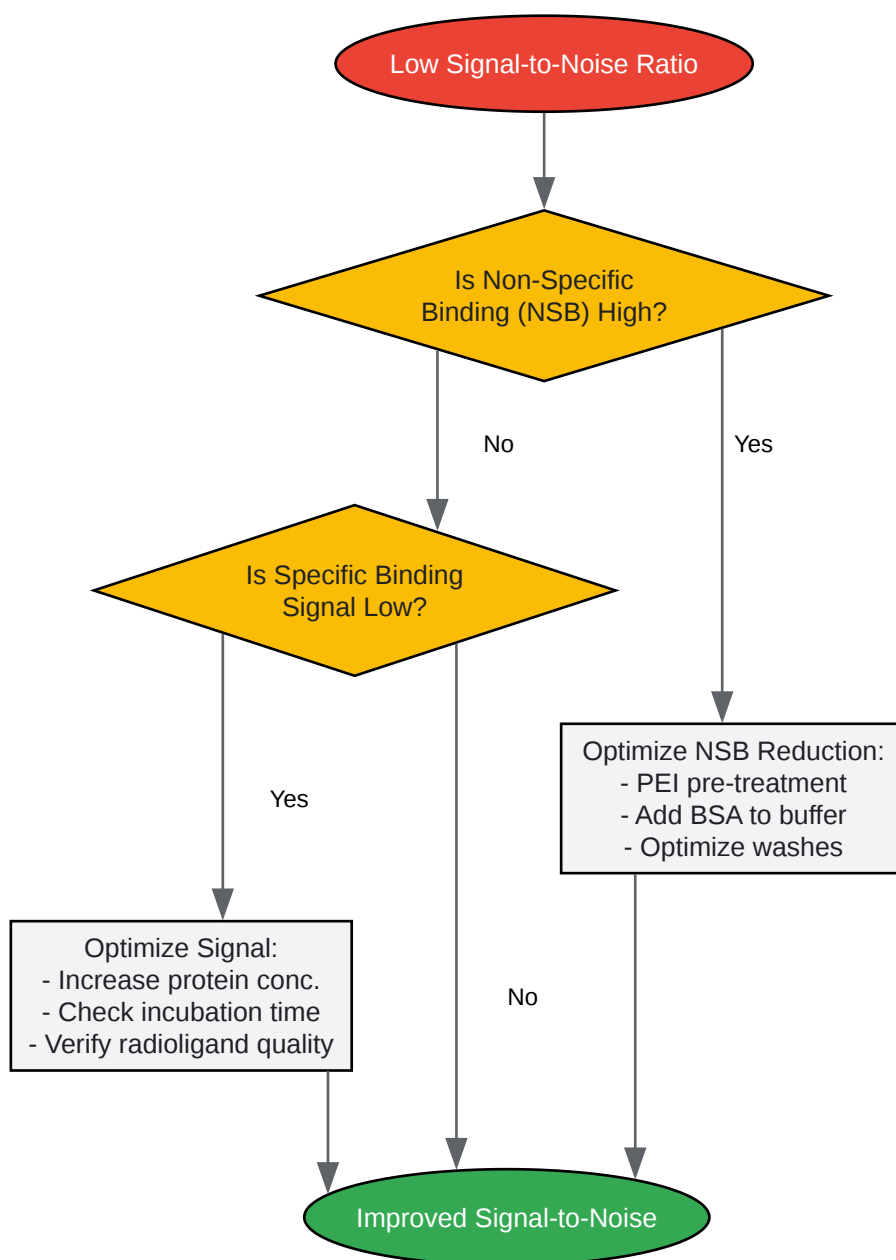 Low Signal-to-Noise Ratio
Is Non-Specific
Binding (NSB) High?
No
Yes
Is Specific Binding
Signal Low?
Optimize NSB Reduction:
- PEI pre-treatment
- Add BSA to buffer
- Optimize washes
Yes
Optimize Signal:
- Increase protein conc.
- Check incubation time
- Verify radioligand quality
No
Improved Signal-to-Noise